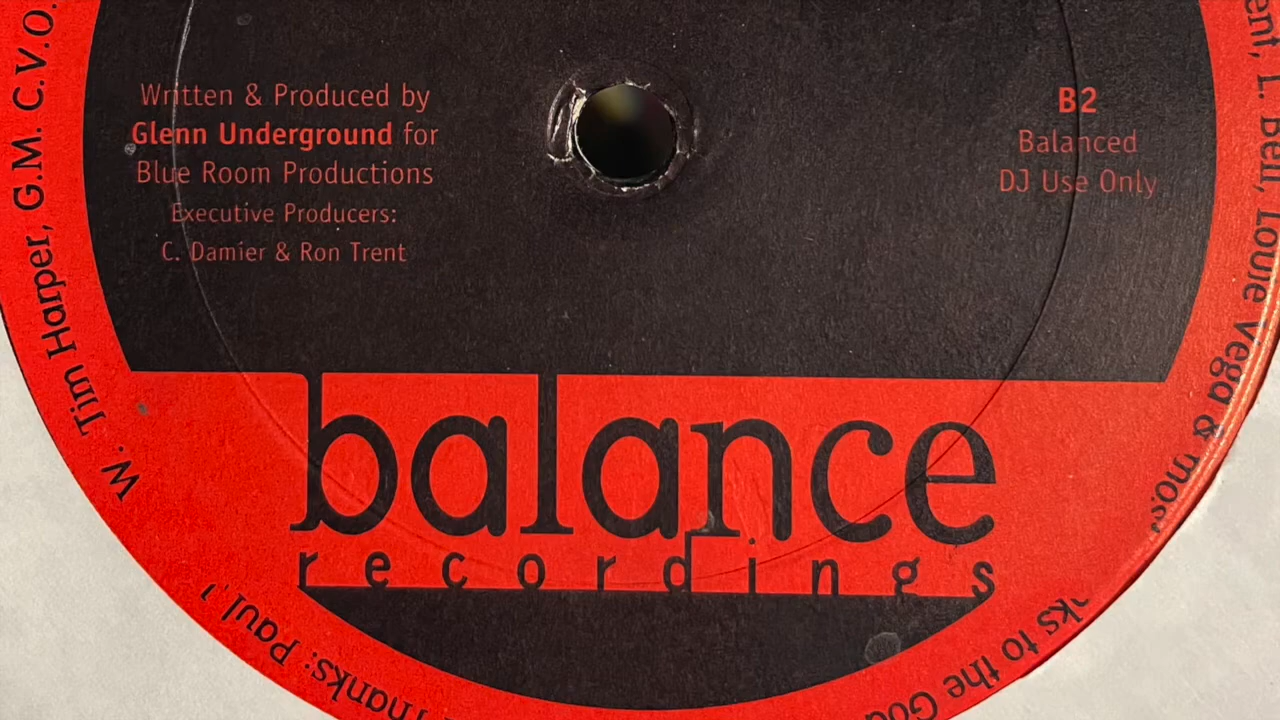 Written & Produced by
Glenn Underground for
Blue Room Productions
Executive Producers:
C. Damier & Ron Trent
B2
Balanced
DJ Use Only
balance
recordings
W. Tim Harper, G.M. C.V.O.
L. Bell, Louie Vega &
to the
Thanks: Paul